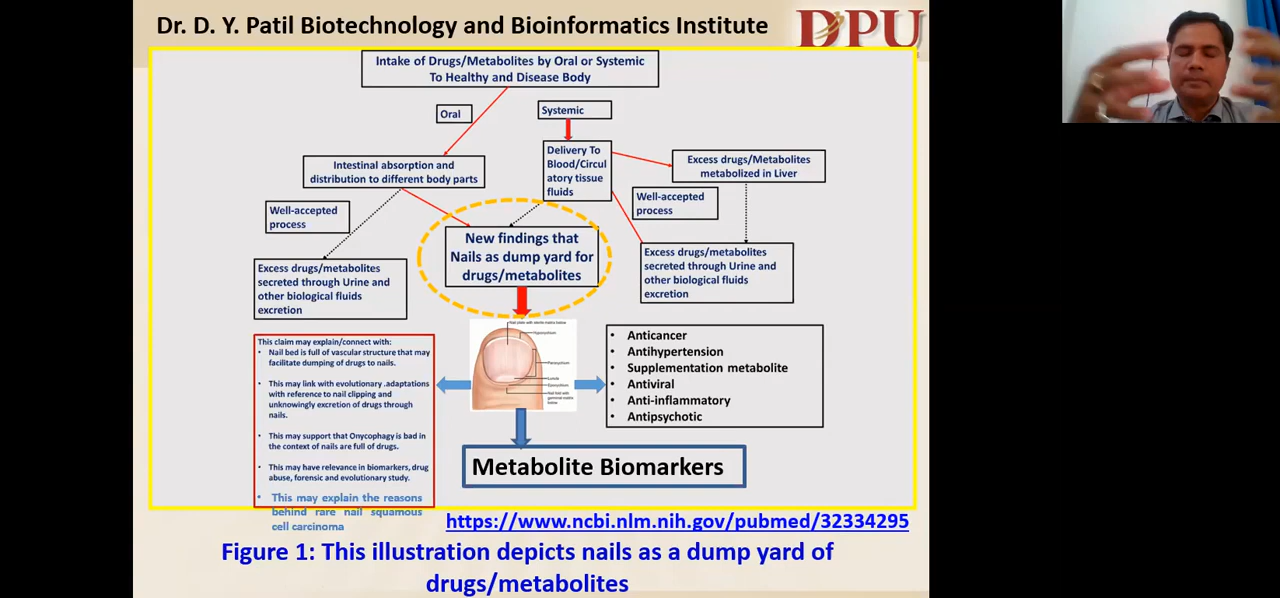 Dr. D. Y. Patil Biotechnology and Bioinformatics Institute
DPU
Intake of Drugs/Metabolites by Oral or Systemic
To Healthy and Disease Body
Oral
Systemic
Intestinal absorption and
distribution to different body parts
Delivery To
Blood/Circul
atory tissue
fluids
Excess drugs/Metabolites
metabolized in Liver
Well-accepted
process
Well-accepted
process
New findings that
Nails as dump yard for
drugs/metabolites
Excess drugs/metabolites
secreted through Urine and
other biological fluids
excretion
Excess drugs/metabolites
secreted through Urine and
other biological fluids
excretion
This claim may explain/connect with:
• Nail bed is full of vascular structure that may
facilitate dumping of drugs to nails.
• This may link with evolutionary .adaptations
with reference to nail clipping and
unknowingly excretion of drugs through
nails.
• This may support that Onycophagy is bad in
the context of nails are full of drugs.
• This may have relevance in biomarkers, drug
abuse, forensic and evolutionary study.
• This may explain the reasons
behind rare nail squamous
cell carcinoma
• Anticancer
• Antihypertension
• Supplementation metabolite
• Antiviral
• Anti-inflammatory
• Antipsychotic
Metabolite Biomarkers
https://www.ncbi.nlm.nih.gov/pubmed/32334295
Figure 1: This illustration depicts nails as a dump yard of
drugs/metabolites